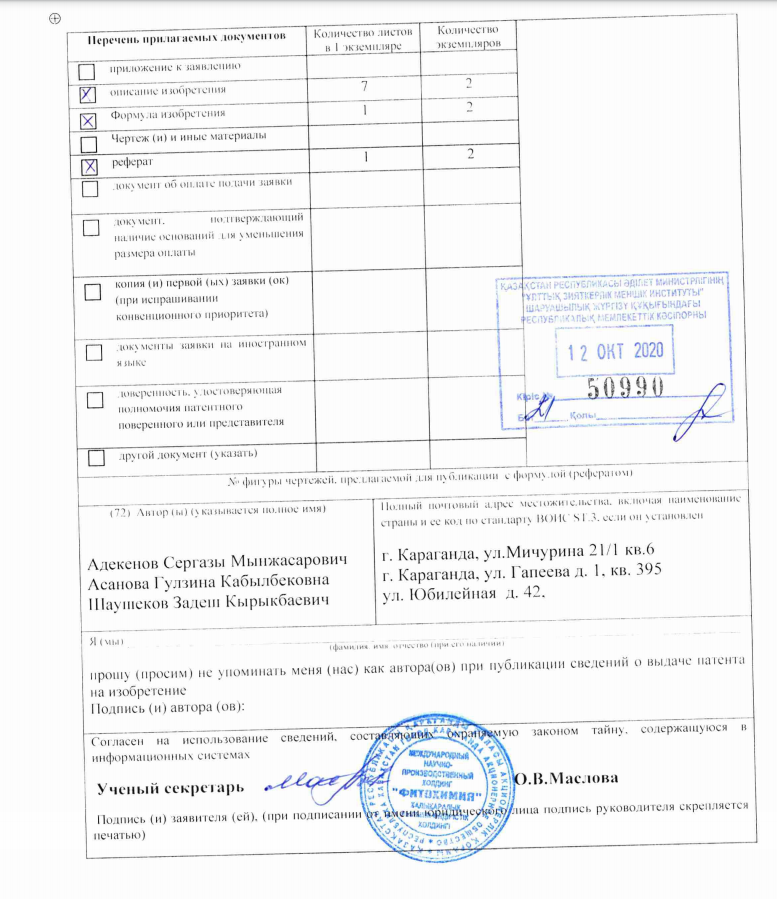 Перечень прилагаемых документов
Количество листов в 1 экземпляре
Количество экземпляров
приложение к заявлению
описание изобретения 7 2
Формула изобретения 1 2
Чертеж (и) и иные материалы
реферат 1 2
документ об оплате подачи заявки
документ, подтверждающий
наличие оснований для уменьшения
размера оплаты
копия (и) первой (ых) заявки (ок)
(при испрашивании
конвенционного приоритета)
документы заявки на иностранном
языке
доверенность, удостоверяющая
полномочия патентного
поверенного или представителя
другой документ (указать)
ҚАЗАҚСТАН РЕСПУБЛИКАСЫ ӘДІЛЕТ МИНИСТРЛІГІНІҢ
"ҰЛТТЫҚ ЗИЯТКЕРЛІК МЕНШІК ИНСТИТУТЫ"
ШАРУАШЫЛЫҚ ЖҮРГІЗУ ҚҰҚЫҒЫНДАҒЫ
РЕСПУБЛИКАЛЫҚ МЕМЛЕКЕТТІК КӘСІПОРНЫ
12 ОКТ 2020
Кіріс № 50990
Қолы
№ фигуры чертежей, предлагаемой для публикации с формулой (рефератом)
(72) Автор (ы) (указывается полное имя)
Полный почтовый адрес местожительства, включая наименование
страны и ее код по стандарту ВОИС ST.3, если он установлен
Адекенов Сергазы Мынжасарович
Асанова Гулзина Кабылбековна
Шаушеков Задеш Кырыкбаевич
г. Караганда, ул.Мичурина 21/1 кв.6
г. Караганда, ул. Гапеева д. 1, кв. 395
ул. Юбилейная д. 42,
Я (мы)
(фамилия, имя, отчество (при его наличии)
прошу (просим) не упоминать меня (нас) как автора(ов) при публикации сведений о выдаче патента
на изобретение
Подпись (и) автора (ов):
Согласен на использование сведений, составляющих охраняемую законом тайну, содержащуюся в
информационных системах
Ученый секретарь
О.В.Маслова
МЕЖДУНАРОДНЫЙ
НАУЧНО-
ПРОИЗВОДСТВЕННЫЙ
ХОЛДИНГ
"ФИТОХИМИЯ"
ХАЛЫҚАРАЛЫҚ
ХОЛДИНГІ
Подпись (и) заявителя (ей), (при подписании от имени юридического лица подпись руководителя скрепляется
печатью)